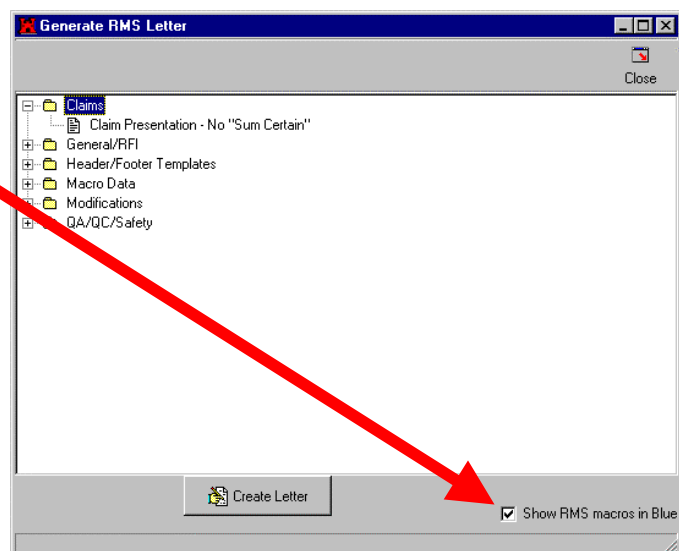 Generate RMS Letter
Close
Claims
Claim Presentation - No "Sum Certain"
General/RFI
Header/Footer Templates
Macro Data
Modifications
QA/QC/Safety
Create Letter
Show RMS macros in Blue